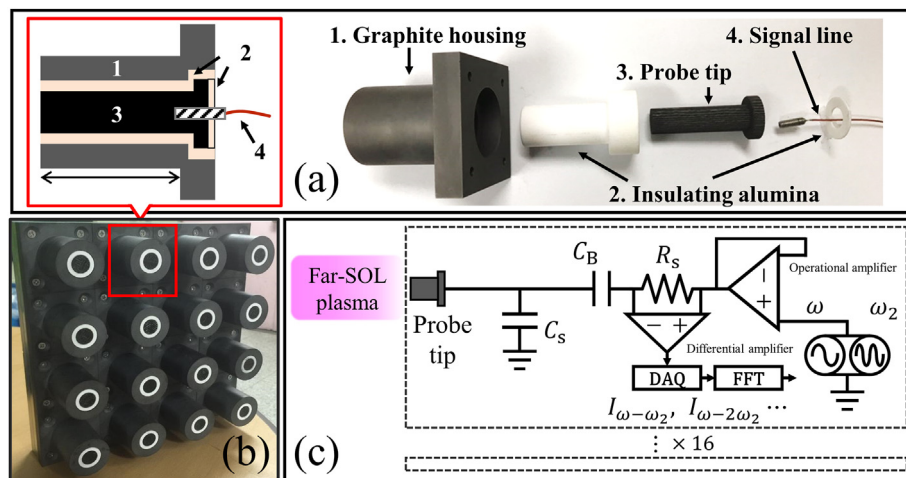 1
2
3
4
(a)
1. Graphite housing
4. Signal line
3. Probe tip
2. Insulating alumina
(b)
(c)
Far-SOL
plasma
Probe
tip
C_B
R_s
C_s
Operational amplifier
ω
ω_2
Differential amplifier
DAQ
FFT
I_{ω−ω_2}, I_{ω−2ω_2} ⋯
⋮ × 16